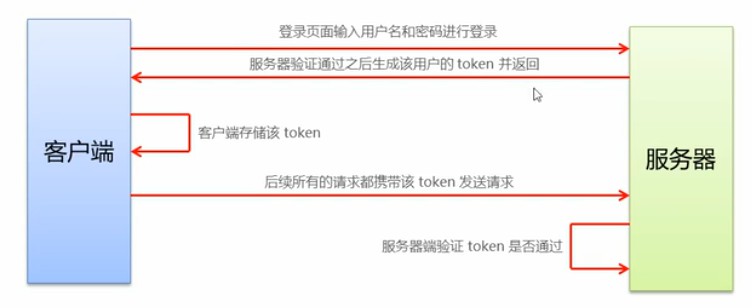 登录页面输入用户名和密码进行登录
服务器验证通过之后生成该用户的 token 并返回
客户端
客户端存储该 token
服务器
后续所有的请求都携带该 token 发送请求
服务器端验证 token 是否通过